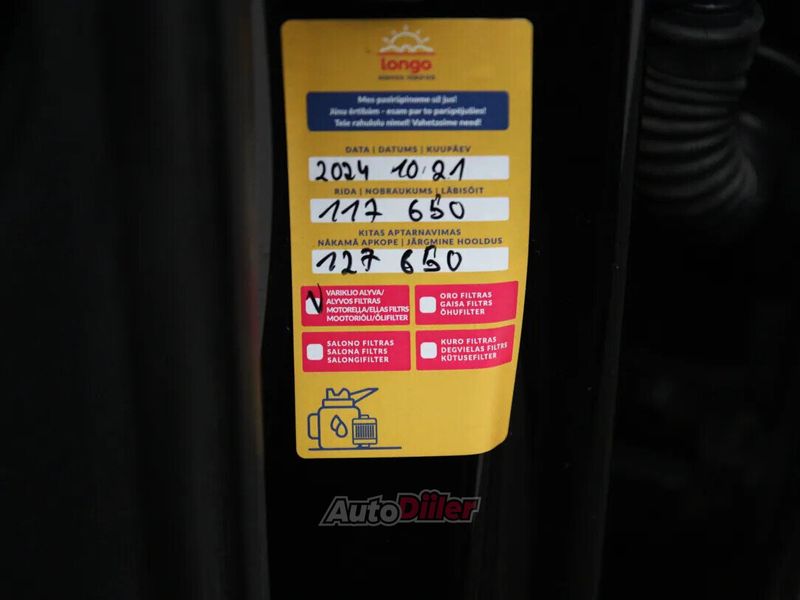 longo
Mes pasirūpinome už jus!
Jūsu ērtībām - esam par to parūpējušies!
Teie rahulolu nimel! Vahetasime need!
DATA | DATUMS | KUUPÄEV
2024 10.21
RIDA | NOBRAUKUMS | LÄBISÕIT
117 650
KITAS APTARNAVIMAS
NĀKAMĀ APKOPE | JÄRGMINE HOOLDUS
127 650
VARIKLIO ALYVA/
ALYVOS FILTRAS
MOTORELLA/ELLAS FILTRS
MOOTORIÕLI/ÕLIFILTER
ORO FILTRAS
GAISA FILTRS
ÕHUFILTER
SALONO FILTRAS
SALONA FILTRS
SALONGIFILTER
KURO FILTRAS
DEGVIELAS FILTRS
KÜTUSEFILTER
AutoDiiler